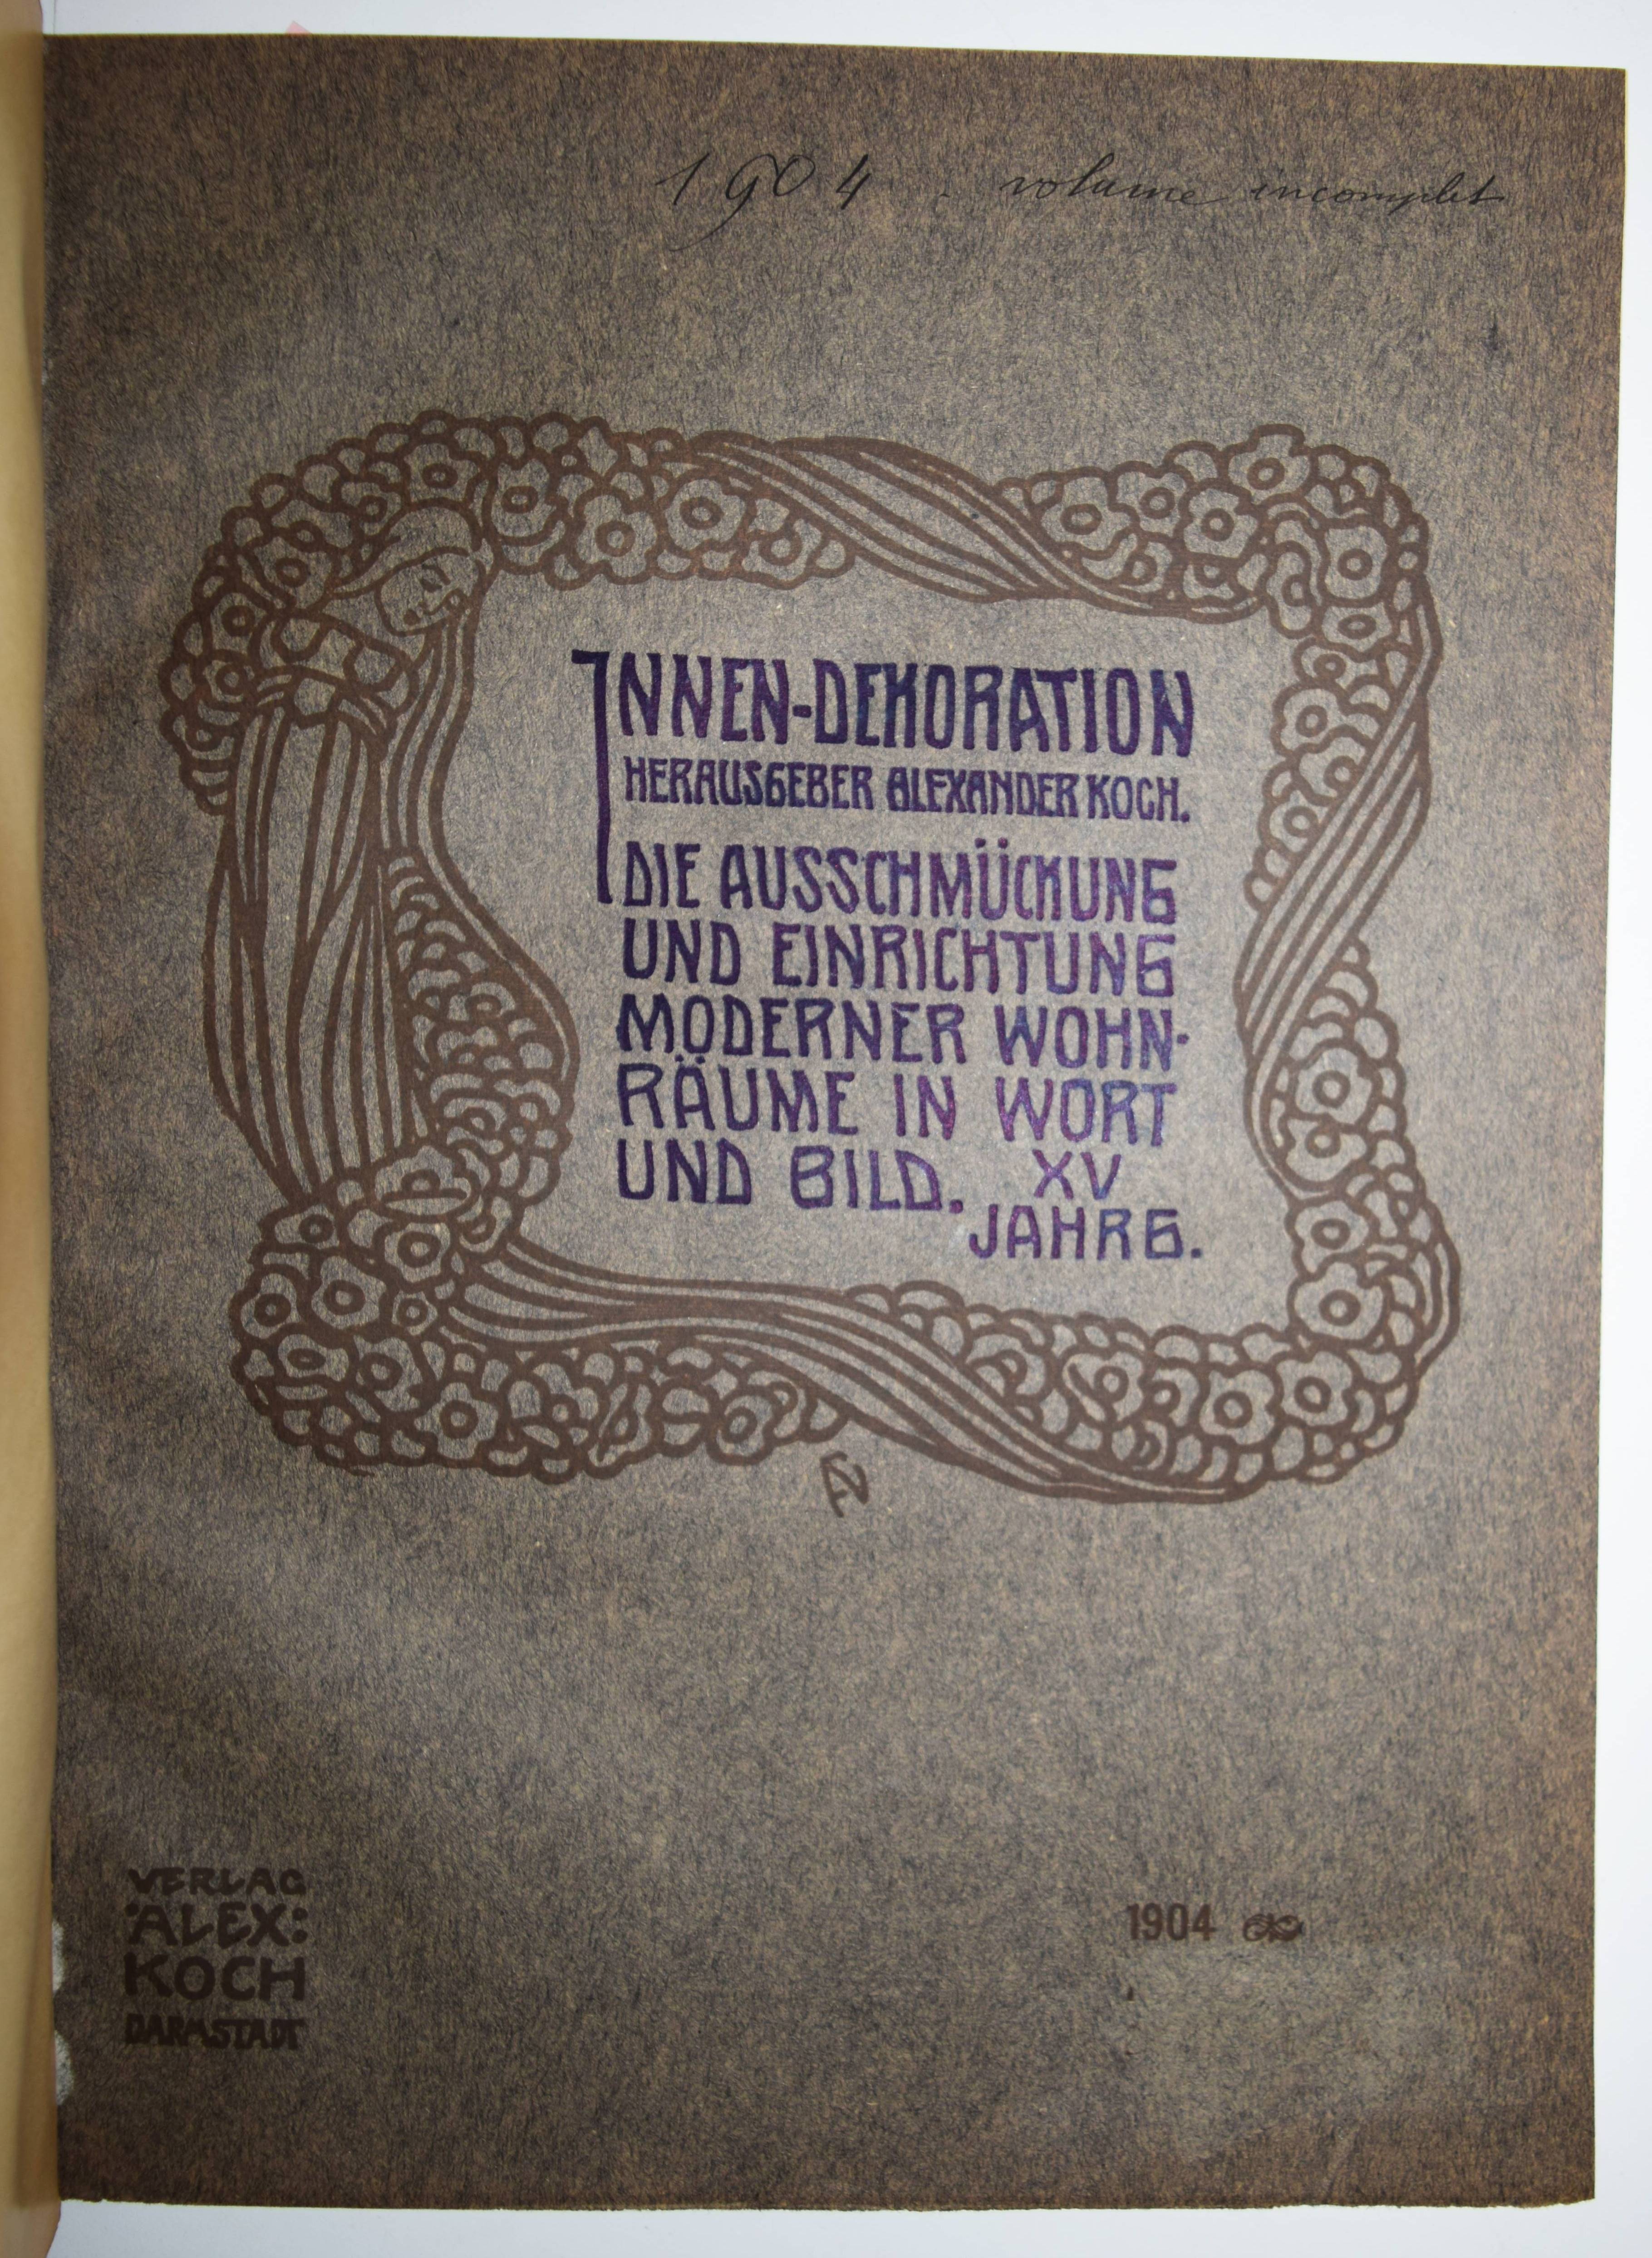 1904 - volume incomplet
INNEN-DEKORATION
HERAUSGEBER ALEXANDER KOCH.
DIE AUSSCHMÜCKUNG
UND EINRICHTUNG
MODERNER WOHN-
RÄUME IN WORT
UND BILD. XV
JAHRG.
VERLAG
ALEX:
KOCH
DARMSTADT
1904